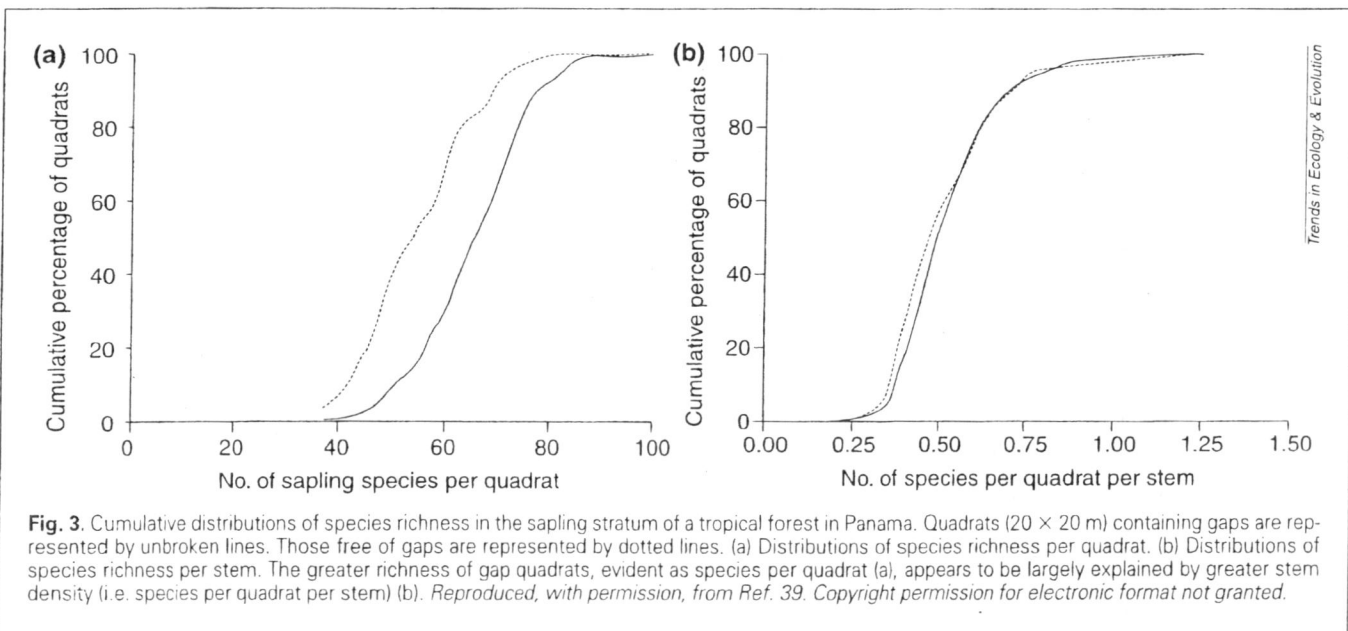 (a)
Cumulative percentage of quadrats
100
80
60
40
20
0
0 20 40 60 80 100
No. of sapling species per quadrat
(b)
Cumulative percentage of quadrats
100
80
60
40
20
0
0.00 0.25 0.50 0.75 1.00 1.25 1.50
No. of species per quadrat per stem
Trends in Ecology & Evolution
Fig. 3. Cumulative distributions of species richness in the sapling stratum of a tropical forest in Panama. Quadrats (20 × 20 m) containing gaps are rep-
resented by unbroken lines. Those free of gaps are represented by dotted lines. (a) Distributions of species richness per quadrat. (b) Distributions of
species richness per stem. The greater richness of gap quadrats, evident as species per quadrat (a), appears to be largely explained by greater stem
density (i.e. species per quadrat per stem) (b). Reproduced, with permission, from Ref. 39. Copyright permission for electronic format not granted.